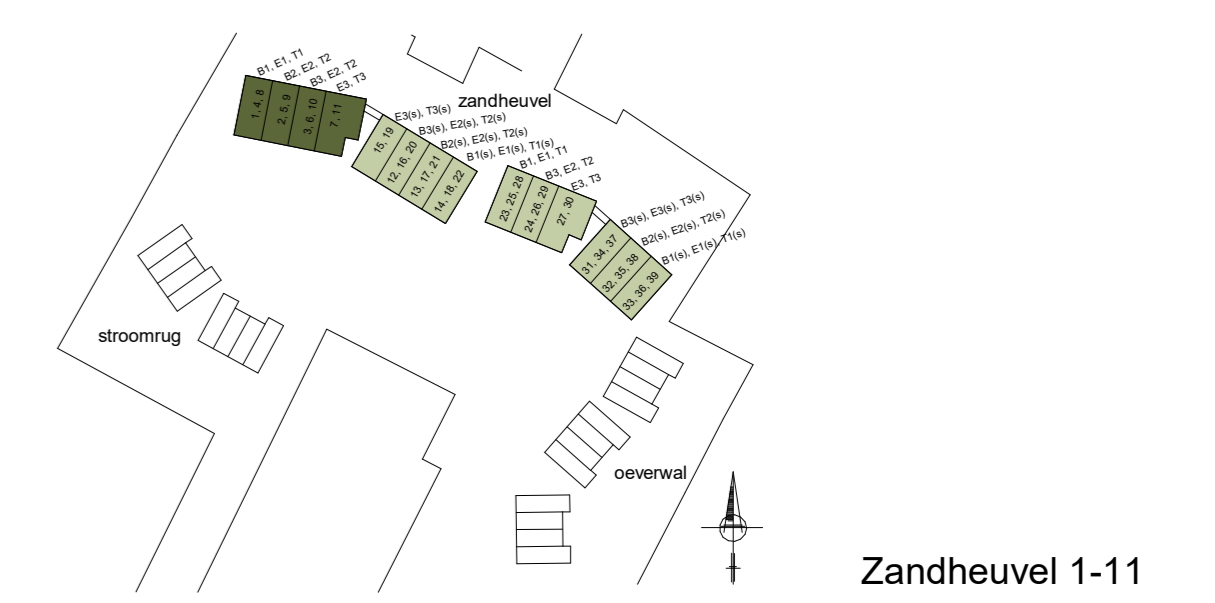 B1, E1, T1
B2, E2, T2
B3, E2, T2
E3, T3
1, 4, 8
2, 5, 9
3, 6, 10
7, 11
zandheuvel
E3(s), T3(s)
B3(s), E2(s), T2(s)
B2(s), E2(s), T2(s)
B1(s), E1(s), T1(s)
15, 19
12, 16, 20
13, 17, 21
14, 18, 22
B1, E1, T1
B3, E2, T2
E3, T3
23, 25, 28
24, 26, 29
27, 30
B3(s), E3(s), T3(s)
B2(s), E2(s), T2(s)
B1(s), E1(s), T1(s)
31, 34, 37
32, 35, 38
33, 36, 39
stroomrug
oeverwal
Zandheuvel 1-11